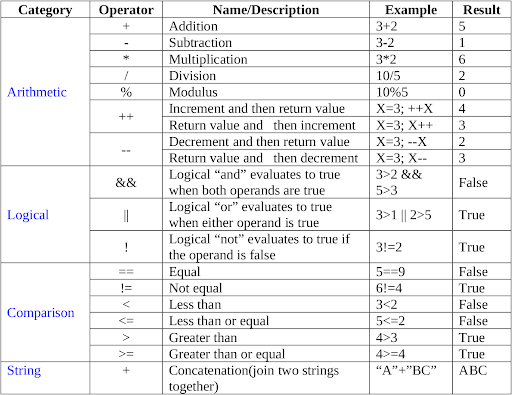 Category Operator Name/Description Example Result
Arithmetic
+ Addition 3+2 5
- Subtraction 3-2 1
* Multiplication 3*2 6
/ Division 10/5 2
% Modulus 10%5 0
++ Increment and then return value X=3; ++X 4
Return value and then increment X=3; X++ 3
-- Decrement and then return value X=3; --X 2
Return value and then decrement X=3; X-- 3
Logical
&& Logical “and” evaluates to true 3>2 && False
when both operands are true 5>3
|| Logical “or” evaluates to true 3>1 || 2>5 True
when either operand is true
! Logical “not” evaluates to true if 3!=2 True
the operand is false
Comparison
== Equal 5==9 False
!= Not equal 6!=4 True
< Less than 3<2 False
<= Less than or equal 5<=2 False
> Greater than 4>3 True
>= Greater than or equal 4>=4 True
String + Concatenation(join two strings “A”+”BC” ABC
together)